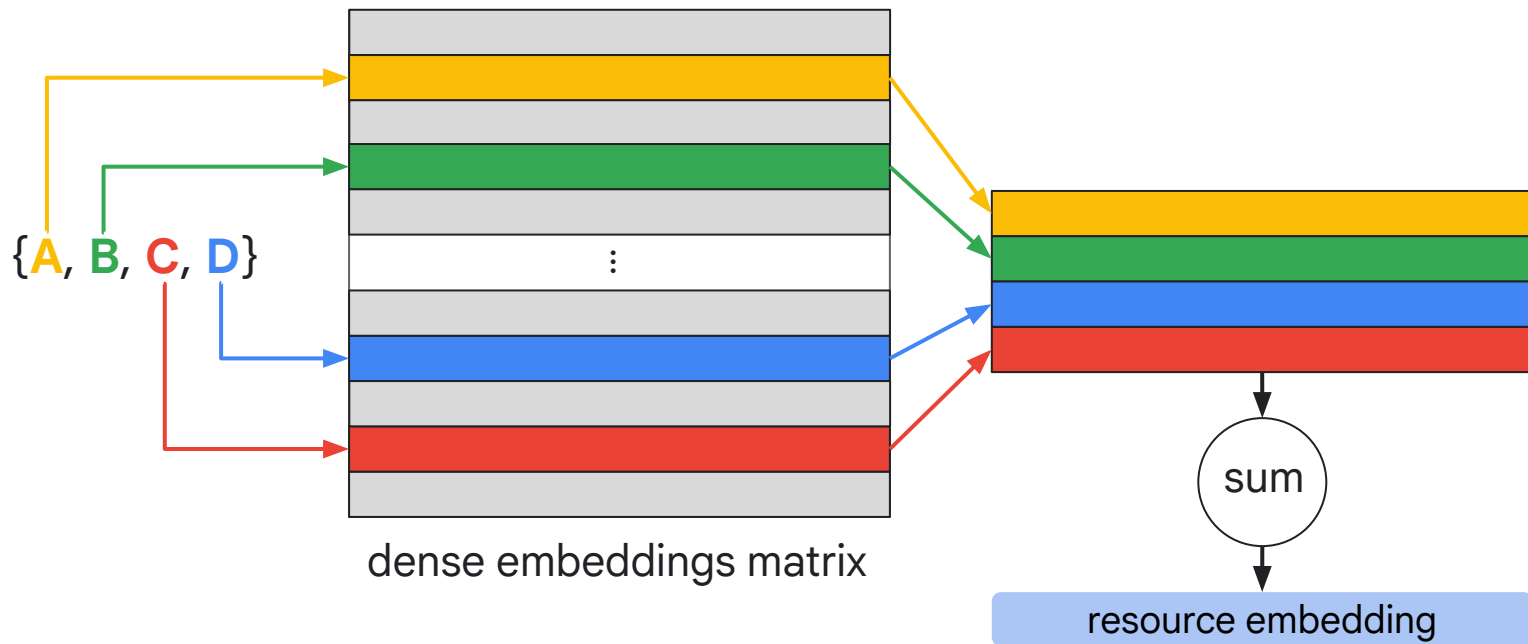 {A, B, C, D}
⋮
dense embeddings matrix
sum
resource embedding